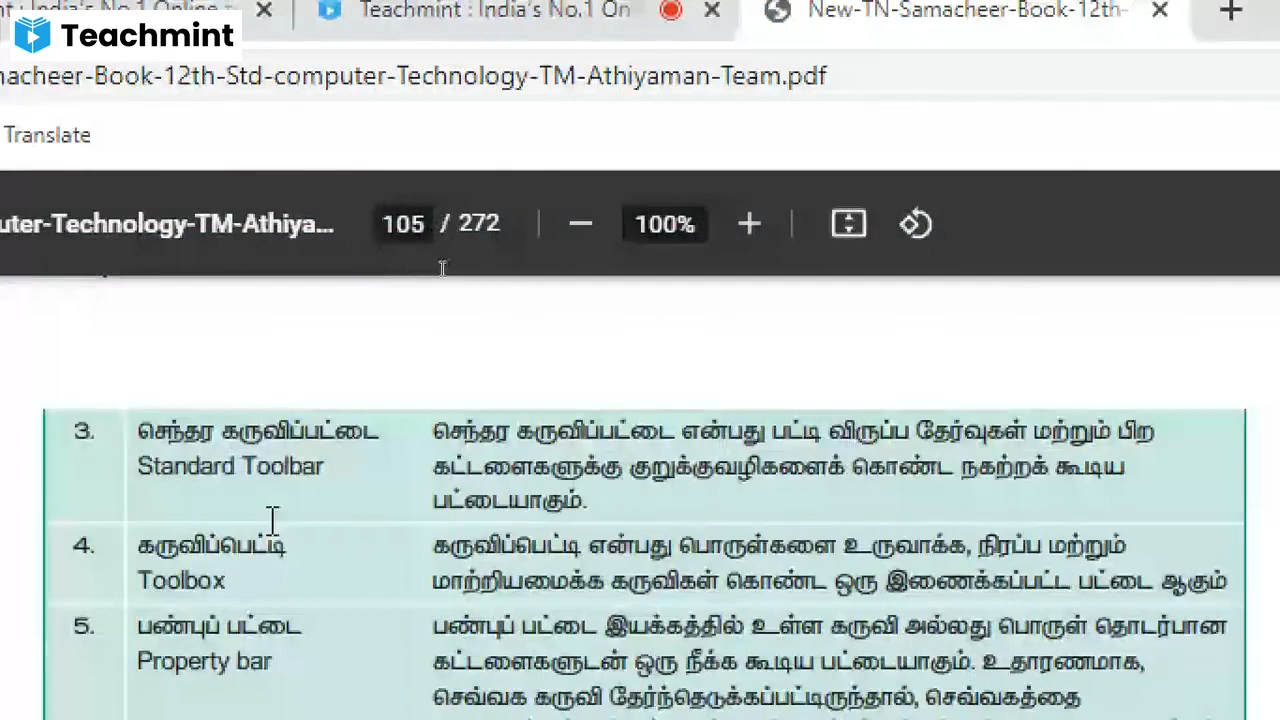 t : India's No.1 Online
Teachmint : India's No.1 On
New-TN-Samacheer-Book-12th-
Teachmint
nacheer-Book-12th-Std-computer-Technology-TM-Athiyaman-Team.pdf
Translate
uter-Technology-TM-Athiya...
105 / 272
100%
3. செந்தர கருவிப்பட்டை செந்தர கருவிப்பட்டை என்பது பட்டி விருப்ப தேர்வுகள் மற்றும் பிற
Standard Toolbar கட்டளைகளுக்கு குறுக்குவழிகளைக் கொண்ட நகற்றக் கூடிய
பட்டையாகும்.
4. கருவிப்பெட்டி கருவிப்பெட்டி என்பது பொருள்களை உருவாக்க, நிரப்ப மற்றும்
Toolbox மாற்றியமைக்க கருவிகள் கொண்ட ஒரு இணைக்கப்பட்ட பட்டை ஆகும்
5. பண்புப் பட்டை பண்புப் பட்டை இயக்கத்தில் உள்ள கருவி அல்லது பொருள் தொடர்பான
Property bar கட்டளைகளுடன் ஒரு நீக்க கூடிய பட்டையாகும். உதாரணமாக,
செவ்வக கருவி தேர்ந்தெடுக்கப்பட்டிருந்தால், செவ்வகத்தை